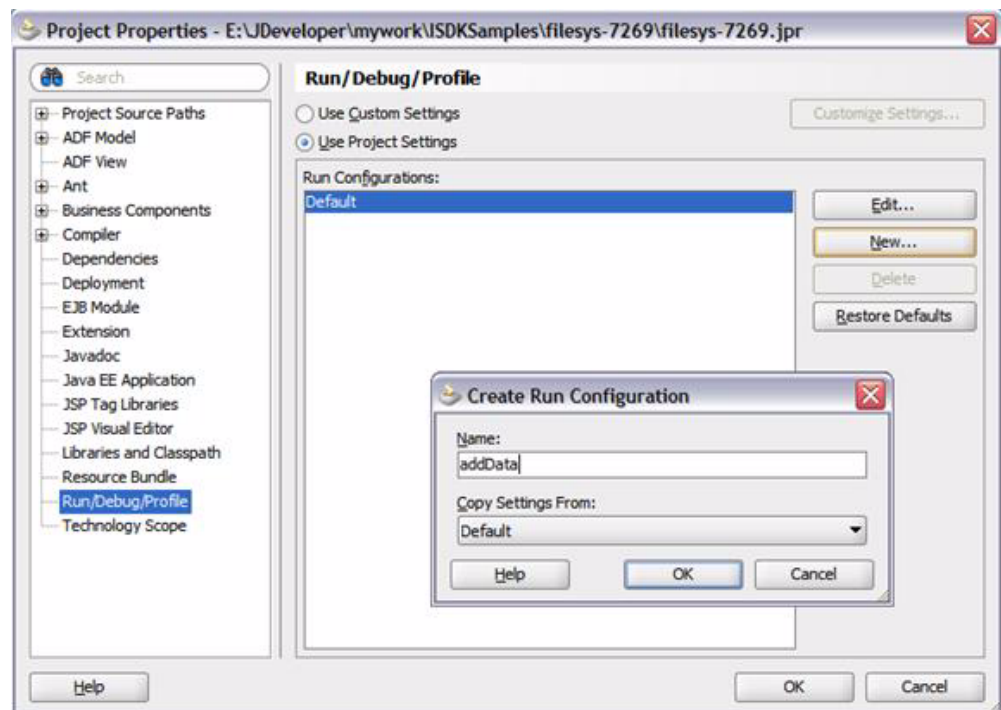 Project Properties - E:\JDeveloper\mywork\ISDKSamples\filesys-7269\filesys-7269.jpr
Search
Project Source Paths
ADF Model
ADF View
Ant
Business Components
Compiler
Dependencies
Deployment
EJB Module
Extension
Javadoc
Java EE Application
JSP Tag Libraries
JSP Visual Editor
Libraries and Classpath
Resource Bundle
Run/Debug/Profile
Technology Scope
Run/Debug/Profile
Use Custom Settings
Customize Settings...
Use Project Settings
Run Configurations:
Default
Edit...
New...
Delete
Restore Defaults
Create Run Configuration
Name:
addData
Copy Settings From:
Default
Help
OK
Cancel
Help
OK
Cancel